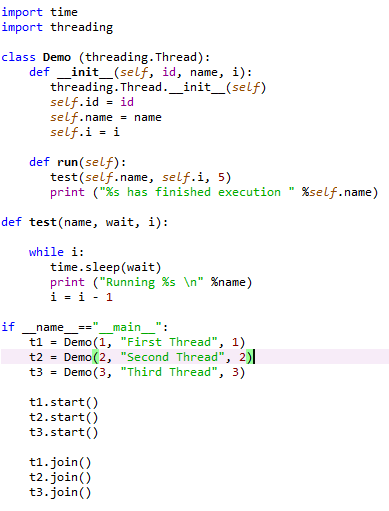 import time
import threading

class Demo (threading.Thread):
    def __init__(self, id, name, i):
       threading.Thread.__init__(self)
       self.id = id
       self.name = name
       self.i = i

    def run(self):
       test(self.name, self.i, 5)
       print ("%s has finished execution " %self.name)

def test(name, wait, i):

    while i:
       time.sleep(wait)
       print ("Running %s \n" %name)
       i = i - 1

if __name__=="__main__":
    t1 = Demo(1, "First Thread", 1)
    t2 = Demo(2, "Second Thread", 2)
    t3 = Demo(3, "Third Thread", 3)

    t1.start()
    t2.start()
    t3.start()

    t1.join()
    t2.join()
    t3.join()